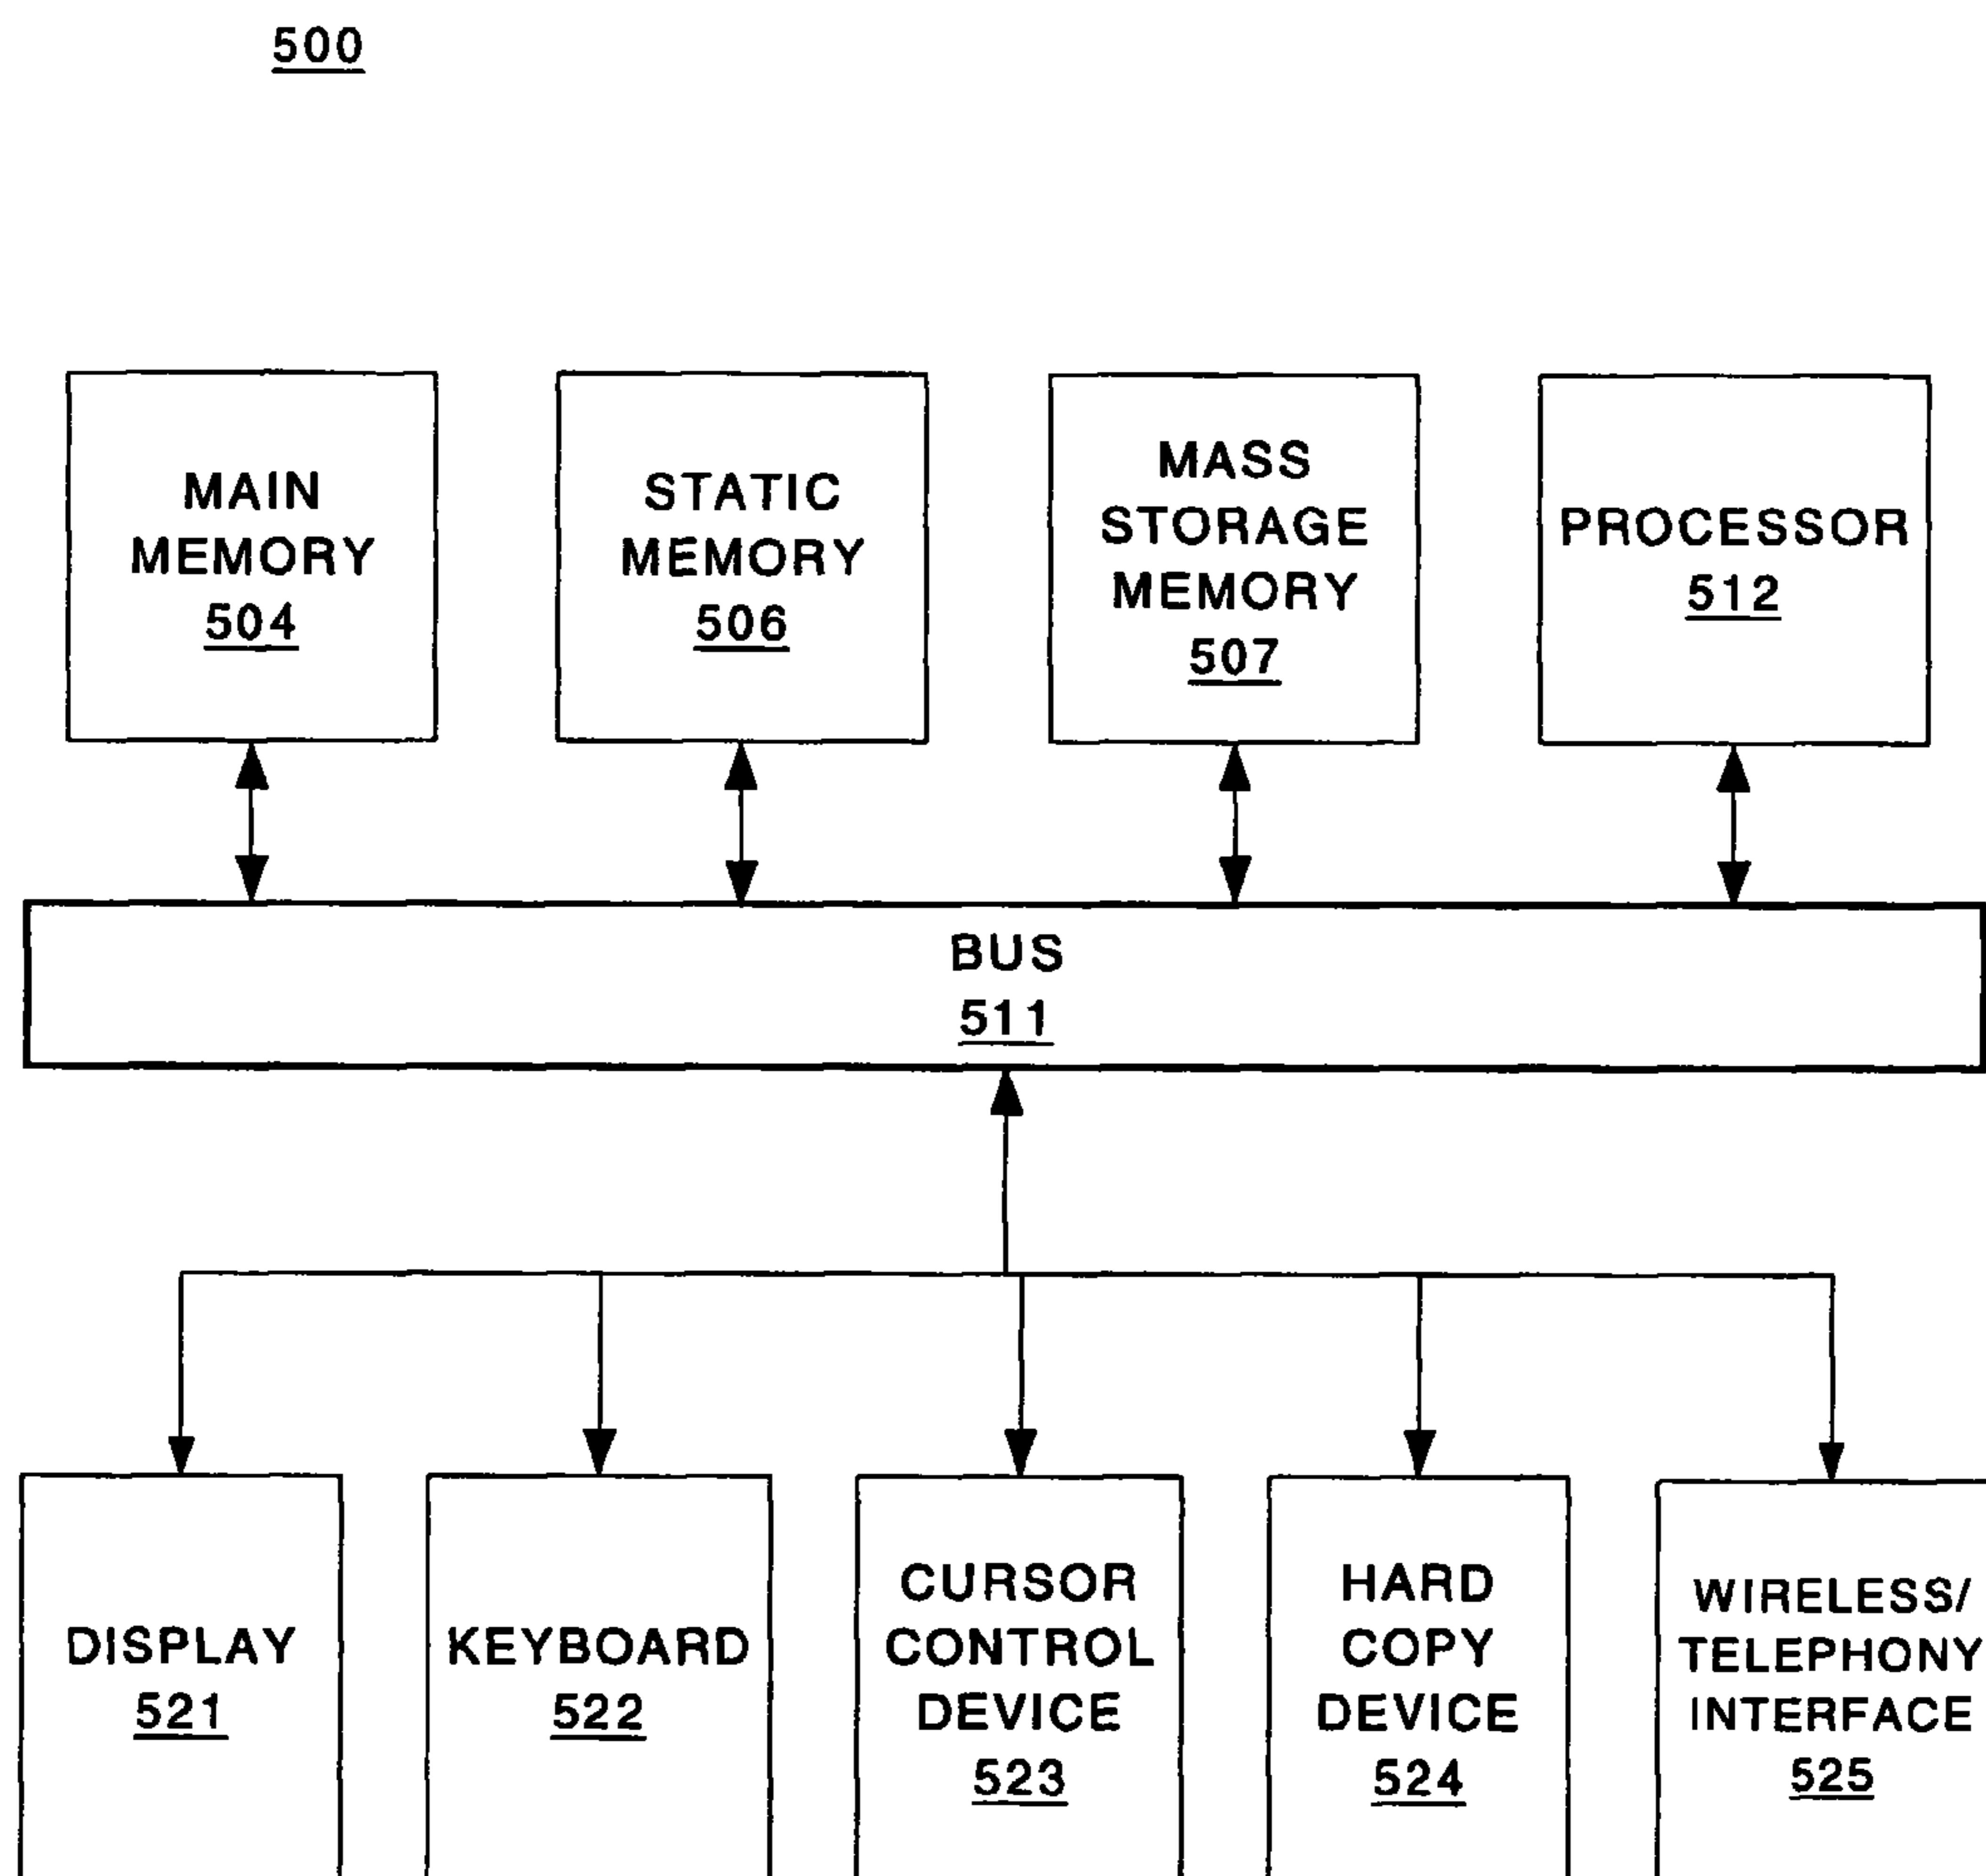 500
MAIN
MEMORY
504
STATIC
MEMORY
506
MASS
STORAGE
MEMORY
507
PROCESSOR
512
BUS
511
DISPLAY
521
KEYBOARD
522
CURSOR
CONTROL
DEVICE
523
HARD
COPY
DEVICE
524
WIRELESS/
TELEPHONY
INTERFACE
525